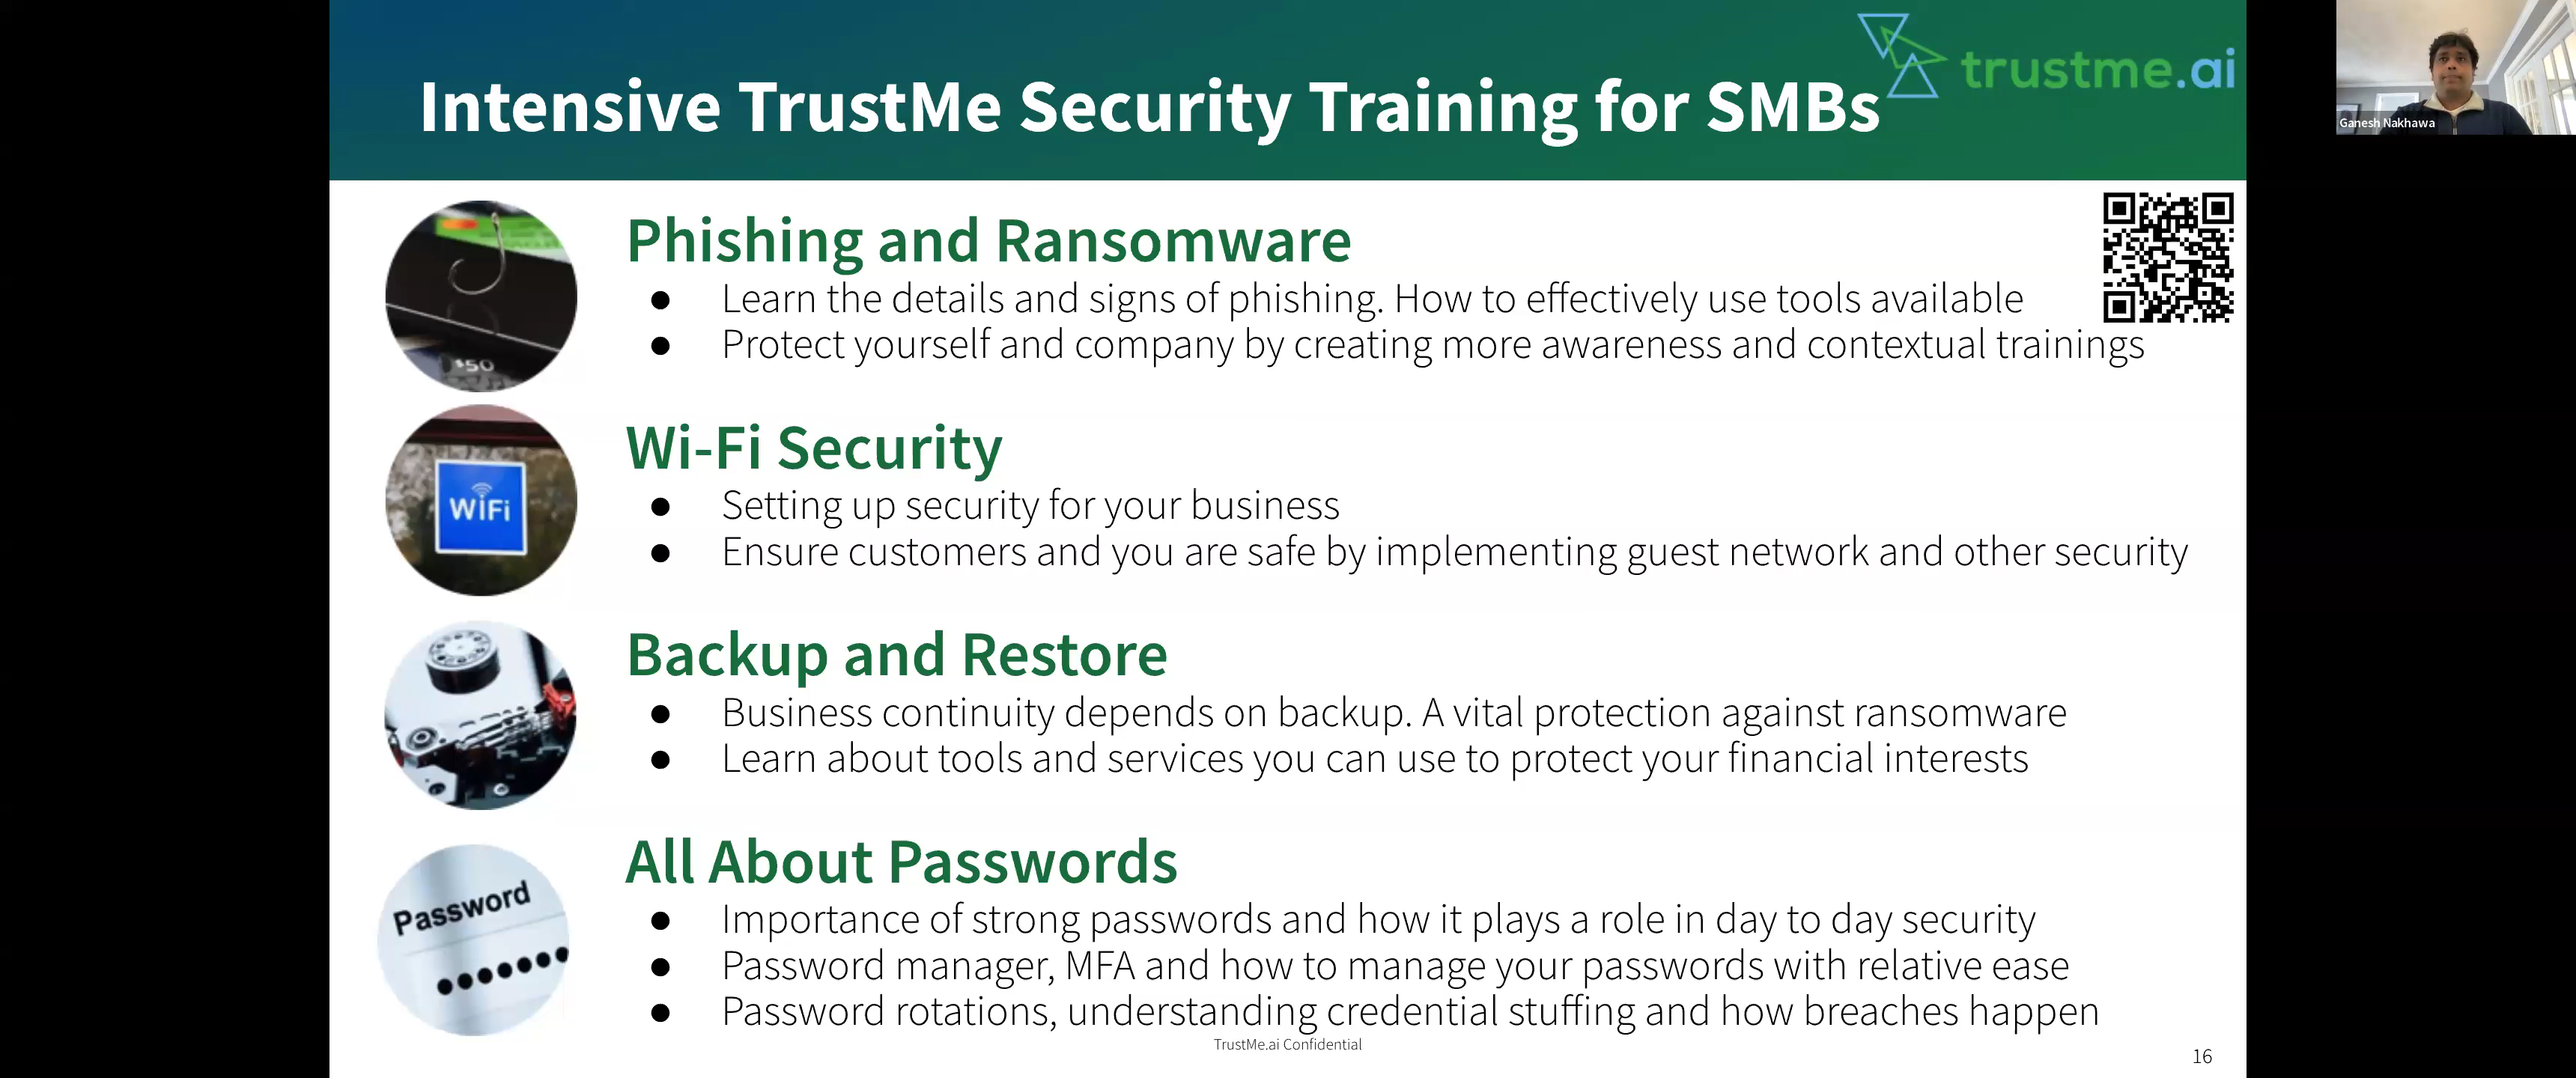 Intensive TrustMe Security Training for SMBs
trustme.ai
Ganesh Nakhawa
Phishing and Ransomware
● Learn the details and signs of phishing. How to effectively use tools available
● Protect yourself and company by creating more awareness and contextual trainings
$50
Wi-Fi Security
WiFi
● Setting up security for your business
● Ensure customers and you are safe by implementing guest network and other security
Backup and Restore
● Business continuity depends on backup. A vital protection against ransomware
● Learn about tools and services you can use to protect your financial interests
All About Passwords
Password
● Importance of strong passwords and how it plays a role in day to day security
● Password manager, MFA and how to manage your passwords with relative ease
● Password rotations, understanding credential stuffing and how breaches happen
TrustMe.ai Confidential
16